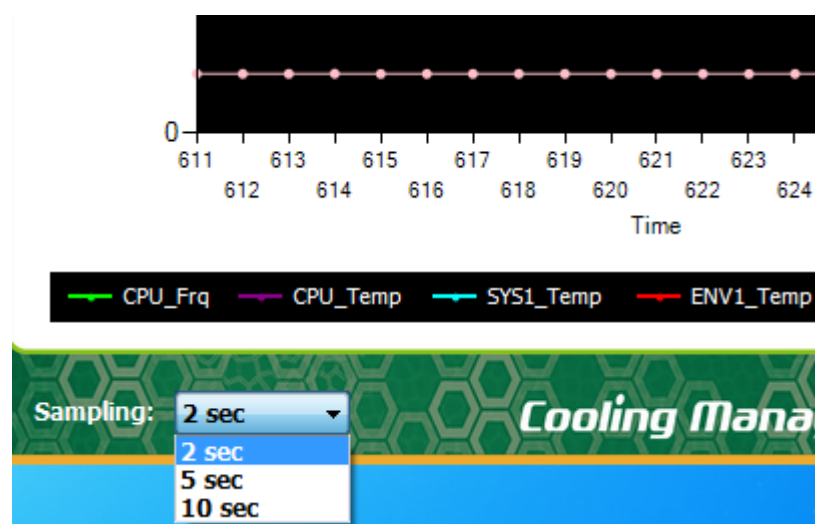 0
611 613 615 617 619 621 623
612 614 616 618 620 622 624
Time
CPU_Frq CPU_Temp SYS1_Temp ENV1_Temp
Sampling: 2 sec
Cooling Mana
2 sec
5 sec
10 sec